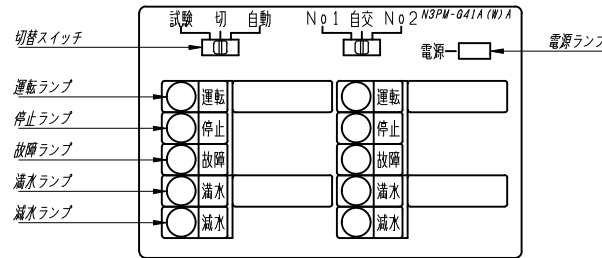 試験 切 自動 No1 自交 No2 N3PM-G41A(W)A
切替スイッチ
電源 電源ランプ
運転ランプ 運転 運転
停止ランプ 停止 停止
故障ランプ 故障 故障
満水ランプ 満水 満水
減水ランプ 減水 減水